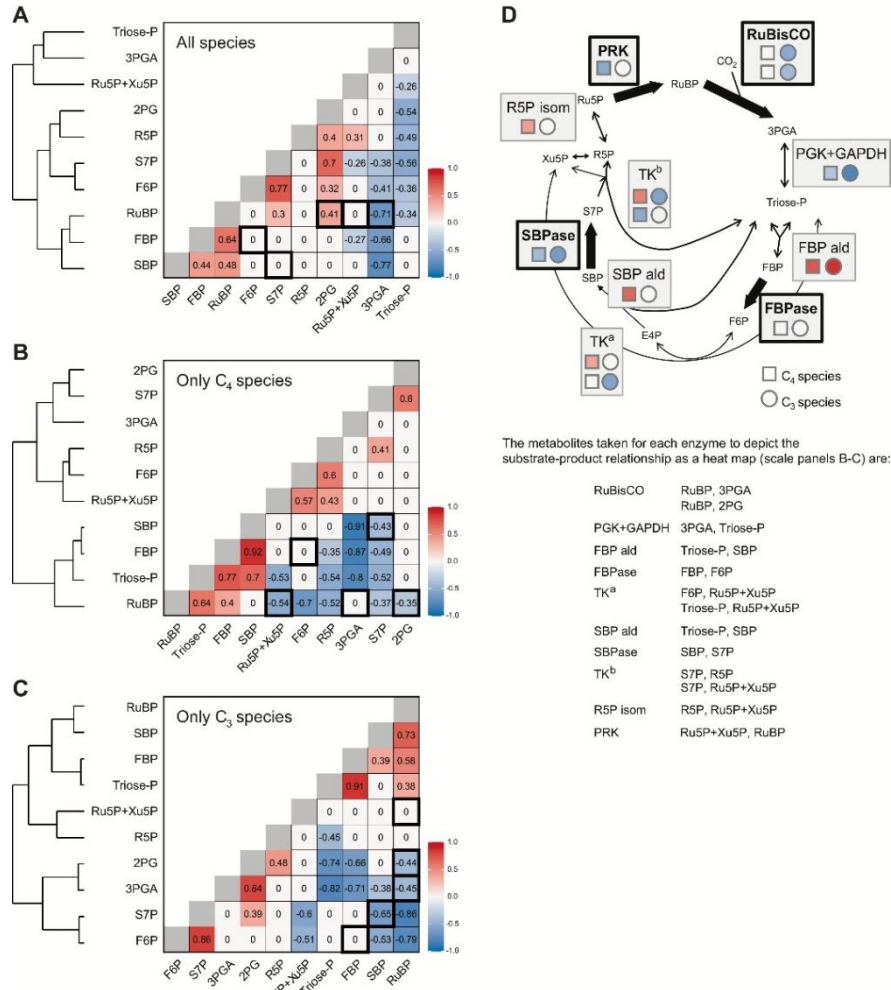 A
All species
Triose-P
3PGA 0
Ru5P+Xu5P 0 -0.26
2PG 0 0 -0.54
R5P 0.4 0.31 0 -0.49
S7P 0 0.7 -0.26 -0.38 -0.56
F6P 0.77 0 0.32 0 -0.41 -0.36
RuBP 0 0.3 0 0.41 0 -0.71 -0.34
FBP 0.64 0 0 0 0 -0.27 -0.66 0
SBP 0.44 0.48 0 0 0 0 0 -0.77 0
SBP FBP RuBP F6P S7P R5P 2PG Ru5P+Xu5P 3PGA Triose-P
1.0
0.5
0.0
-0.5
-1.0
B
Only C4 species
2PG
S7P 0.6
3PGA 0 0
R5P 0 0.41 0
F6P 0.6 0 0 0
Ru5P+Xu5P 0.57 0.43 0 0 0
SBP 0 0 0 -0.91 -0.43 0
FBP 0.92 0 0 -0.35 -0.87 -0.49 0
Triose-P 0.77 0.7 -0.53 0 -0.54 -0.8 -0.52 0
RuBP 0.64 0.4 0 -0.54 -0.7 -0.52 0 -0.37 -0.35
RuBP Triose-P FBP SBP Ru5P+Xu5P F6P R5P 3PGA S7P 2PG
1.0
0.5
0.0
-0.5
-1.0
C
Only C3 species
RuBP
SBP 0.73
FBP 0.39 0.58
Triose-P 0.91 0 0.38
Ru5P+Xu5P 0 0 0 0
R5P 0 -0.45 0 0 0
2PG 0.48 0 -0.74 -0.66 0 -0.44
3PGA 0.84 0 0 -0.82 -0.71 -0.38 -0.45
S7P 0 0.39 0 -0.6 0 0 -0.65 -0.86
F6P 0.86 0 0 0 -0.51 0 0 -0.53 -0.79
F6P S7P 3PGA 2PG R5P Triose-P FBP SBP RuBP
1.0
0.5
0.0
-0.5
-1.0
D
RuBisCO
PRK
CO2
RuBP
Ru5P
R5P isom
3PGA
Xu5P R5P
PGK+GAPDH
TKb
Triose-P
S7P
SBPase
FBP ald
SBP
SBP ald
FBP
F6P
FBPase
E4P
TKa
C4 species
C3 species
The metabolites taken for each enzyme to depict the
substrate-product relationship as a heat map (scale panels B-C) are:
RuBisCO RuBP, 3PGA
RuBP, 2PG
PGK+GAPDH 3PGA, Triose-P
FBP ald Triose-P, SBP
FBPase FBP, F6P
TKa F6P, Ru5P+Xu5P
Triose-P, Ru5P+Xu5P
SBP ald Triose-P, SBP
SBPase SBP, S7P
TKb S7P, R5P
S7P, Ru5P+Xu5P
R5P isom R5P, Ru5P+Xu5P
PRK Ru5P+Xu5P, RuBP